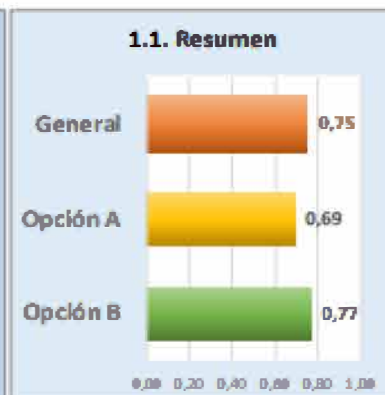 1.1. Resumen
General 0,75
Opción A 0,69
Opción B 0,77
0,00 0,20 0,40 0,60 0,80 1,00